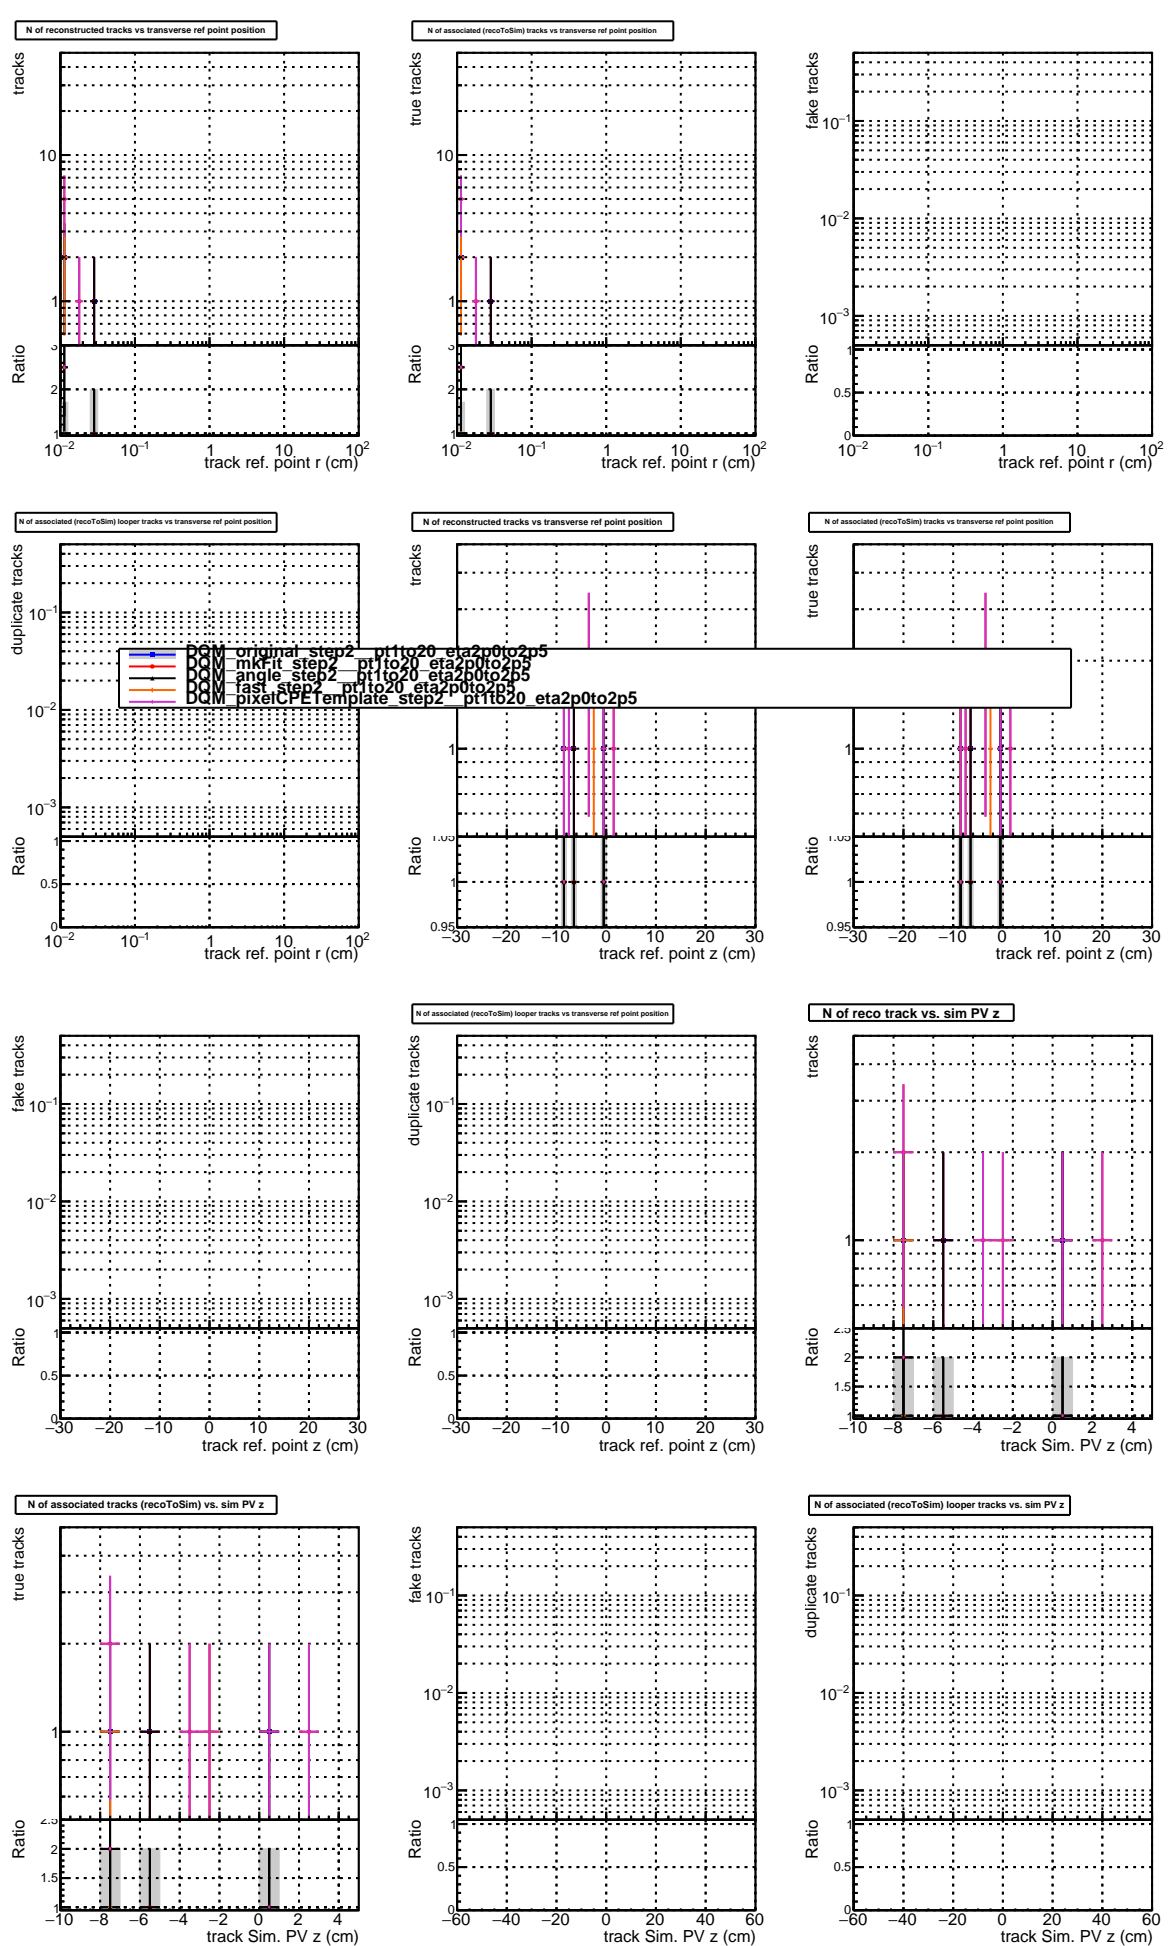 N of reconstructed tracks vs transverse ref point position
N of associated (recoToSim) tracks vs transverse ref point position
tracks
10
1
Ratio
3
2
1
10⁻² 10⁻¹ 1 10 10²
track ref. point r (cm)
true tracks
10
1
Ratio
3
2
1
10⁻² 10⁻¹ 1 10 10²
track ref. point r (cm)
fake tracks
10⁻¹
10⁻²
10⁻³
Ratio
1
0.5
0
10⁻² 10⁻¹ 1 10 10²
track ref. point r (cm)
N of associated (recoToSim) looper tracks vs transverse ref point position
N of reconstructed tracks vs transverse ref point position
N of associated (recoToSim) tracks vs transverse ref point position
duplicate tracks
10⁻¹
10⁻²
10⁻³
Ratio
1
0.5
0
10⁻² 10⁻¹ 1 10 10²
track ref. point r (cm)
DQM_original_step2__pt1to20_eta2p0to2p5
DQM_mkFit_step2__pt1to20_eta2p0to2p5
DQM_angle_step2__pt1to20_eta2p0to2p5
DQM_fast_step2__pt1to20_eta2p0to2p5
DQM_pixelCPETemplate_step2__pt1to20_eta2p0to2p5
tracks
1
Ratio
1.05
1
0.95
−30 −20 −10 0 10 20 30
track ref. point z (cm)
true tracks
1
Ratio
1.05
1
0.95
−30 −20 −10 0 10 20 30
track ref. point z (cm)
N of associated (recoToSim) looper tracks vs transverse ref point position
N of reco track vs. sim PV z
fake tracks
10⁻¹
10⁻²
10⁻³
Ratio
1
0.5
0
−30 −20 −10 0 10 20 30
track ref. point z (cm)
duplicate tracks
10⁻¹
10⁻²
10⁻³
Ratio
1
0.5
0
−30 −20 −10 0 10 20 30
track ref. point z (cm)
tracks
1
Ratio
2.5
2
1.5
1
−10 −8 −6 −4 −2 0 2 4
track Sim. PV z (cm)
N of associated tracks (recoToSim) vs. sim PV z
N of associated (recoToSim) looper tracks vs. sim PV z
true tracks
1
Ratio
2.5
2
1.5
1
−10 −8 −6 −4 −2 0 2 4
track Sim. PV z (cm)
fake tracks
10⁻¹
10⁻²
10⁻³
Ratio
1
0.5
0
−60 −40 −20 0 20 40 60
track Sim. PV z (cm)
duplicate tracks
10⁻¹
10⁻²
10⁻³
Ratio
1
0.5
0
−60 −40 −20 0 20 40 60
track Sim. PV z (cm)